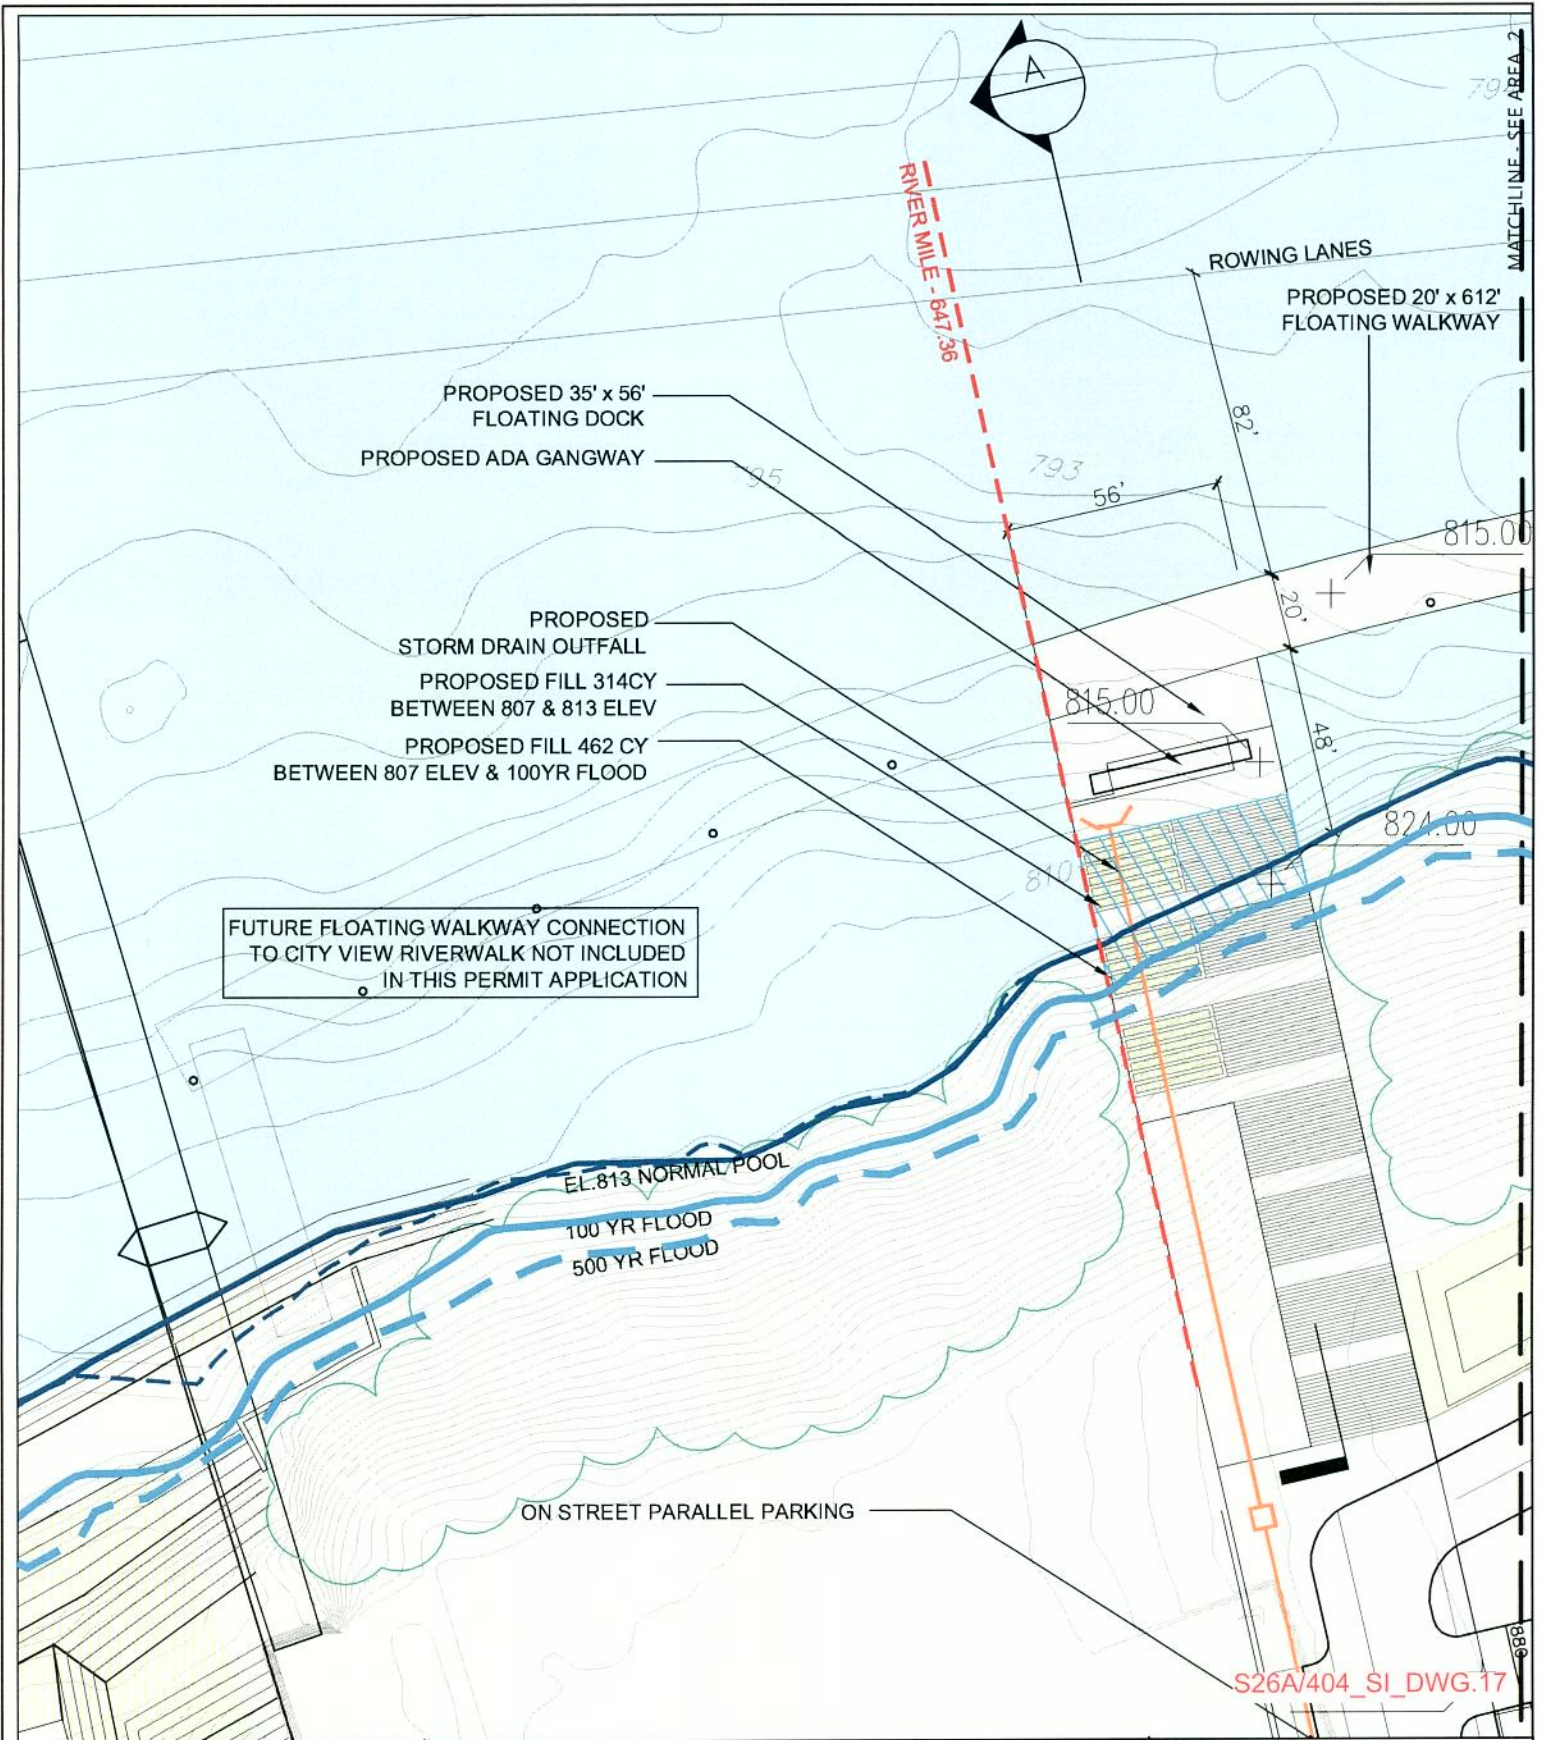 A
794
MATCHLINE - SEE AREA 2
RIVER MILE - 647.36
ROWING LANES
PROPOSED 20' x 612'
FLOATING WALKWAY
PROPOSED 35' x 56'
FLOATING DOCK
PROPOSED ADA GANGWAY
82'
795
793
56'
815.00
20'
PROPOSED
STORM DRAIN OUTFALL
PROPOSED FILL 314CY
BETWEEN 807 & 813 ELEV
PROPOSED FILL 462 CY
BETWEEN 807 ELEV & 100YR FLOOD
815.00
48'
824.00
810
FUTURE FLOATING WALKWAY CONNECTION
TO CITY VIEW RIVERWALK NOT INCLUDED
IN THIS PERMIT APPLICATION
EL.813 NORMAL POOL
100 YR FLOOD
500 YR FLOOD
ON STREET PARALLEL PARKING
880
S26A/404_SI_DWG.17